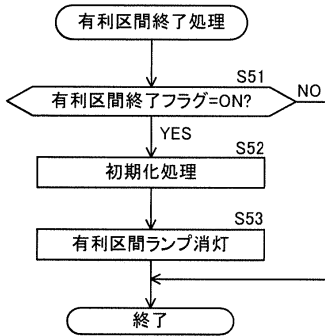 有利区間終了処理
S51
有利区間終了フラグ=ON?
NO
YES
S52
初期化処理
S53
有利区間ランプ消灯
終了